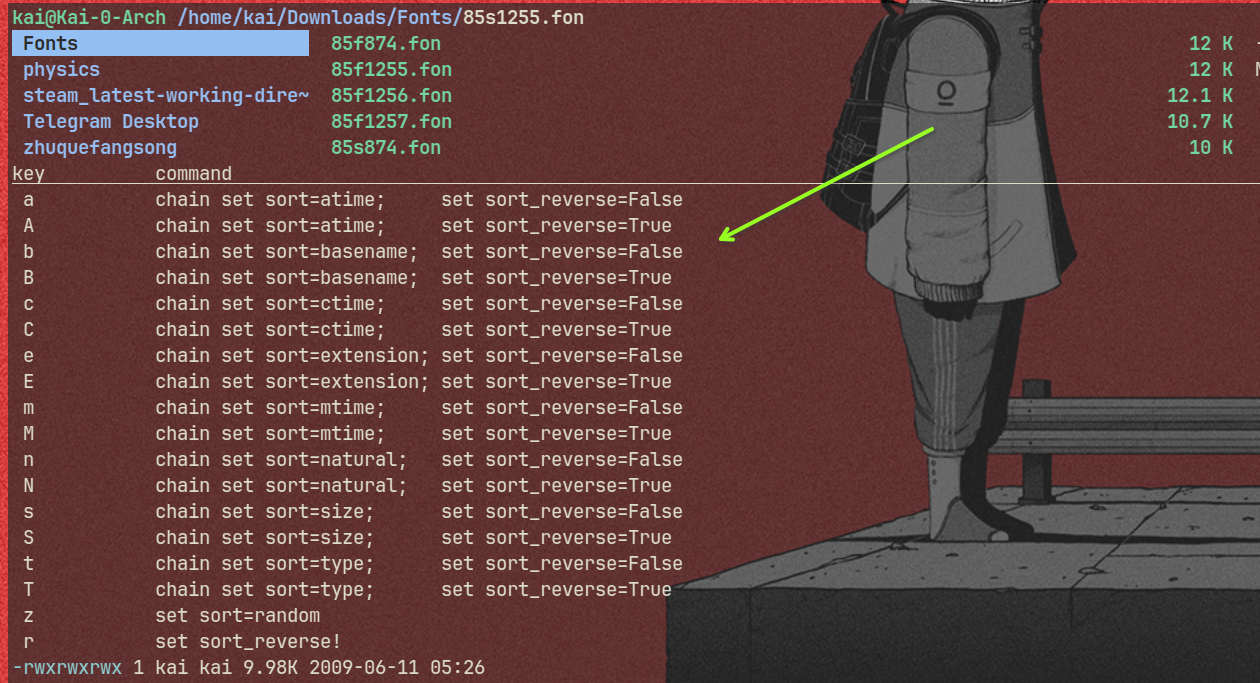 kai@Kai-O-Arch /home/kai/Downloads/Fonts/85s1255.fon
Fonts 85f874.fon 12 K
physics 85f1255.fon 12 K
steam_latest-working-dire~ 85f1256.fon 12.1 K
Telegram Desktop 85f1257.fon 10.7 K
zhuquefangsong 85s874.fon 10 K
key command
a chain set sort=atime; set sort_reverse=False
A chain set sort=atime; set sort_reverse=True
b chain set sort=basename; set sort_reverse=False
B chain set sort=basename; set sort_reverse=True
c chain set sort=ctime; set sort_reverse=False
C chain set sort=ctime; set sort_reverse=True
e chain set sort=extension; set sort_reverse=False
E chain set sort=extension; set sort_reverse=True
m chain set sort=mtime; set sort_reverse=False
M chain set sort=mtime; set sort_reverse=True
n chain set sort=natural; set sort_reverse=False
N chain set sort=natural; set sort_reverse=True
s chain set sort=size; set sort_reverse=False
S chain set sort=size; set sort_reverse=True
t chain set sort=type; set sort_reverse=False
T chain set sort=type; set sort_reverse=True
z set sort=random
r set sort_reverse!
-rwxrwxrwx 1 kai kai 9.98K 2009-06-11 05:26